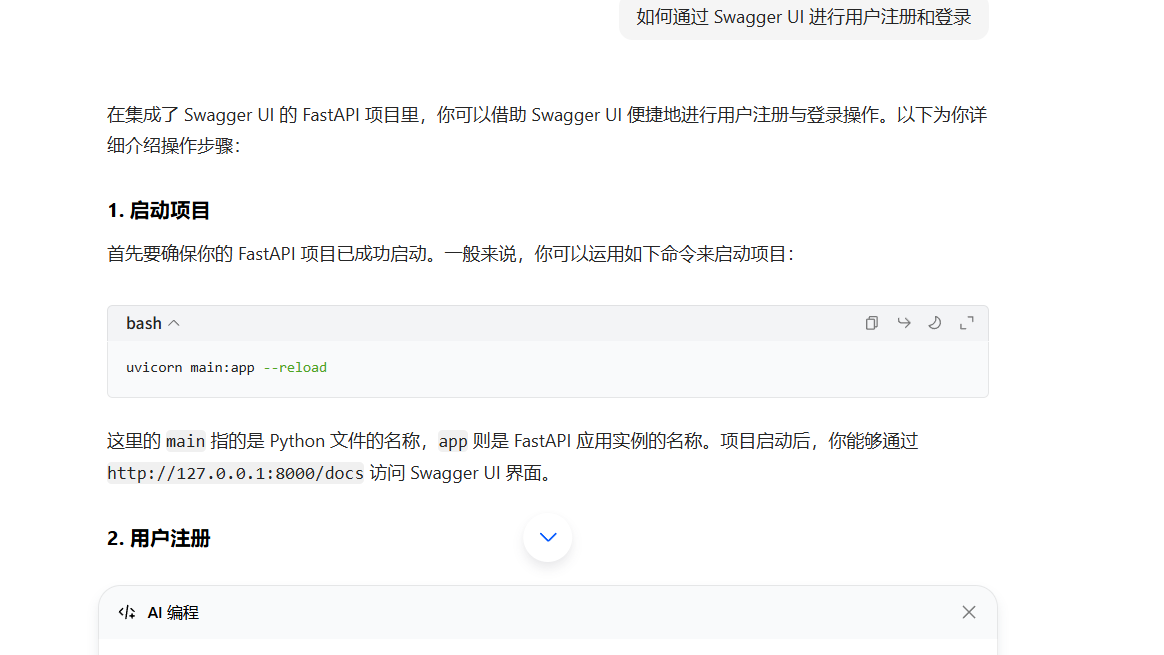 如何通过 Swagger UI 进行用户注册和登录
在集成了 Swagger UI 的 FastAPI 项目里，你可以借助 Swagger UI 便捷地进行用户注册与登录操作。以下为你详
细介绍操作步骤：
1. 启动项目
首先要确保你的 FastAPI 项目已成功启动。一般来说，你可以运用如下命令来启动项目：
bash
uvicorn main:app --reload
这里的 main 指的是 Python 文件的名称，app 则是 FastAPI 应用实例的名称。项目启动后，你能够通过
http://127.0.0.1:8000/docs 访问 Swagger UI 界面。
2. 用户注册
AI 编程